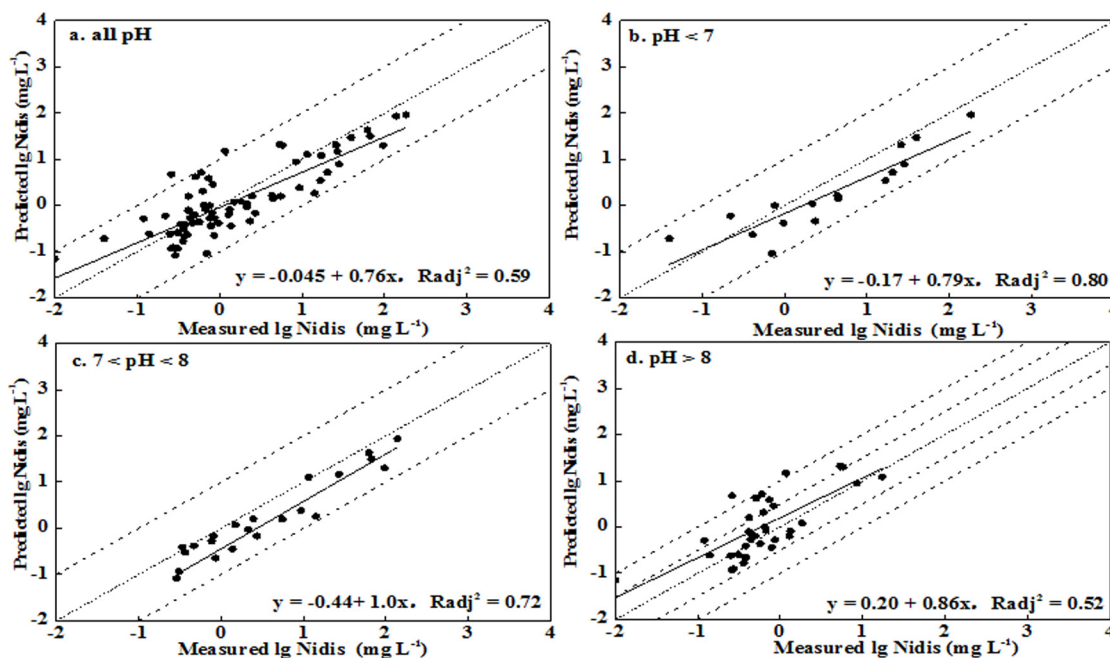 a. all pH
Predicted lg Nidis (mg L⁻¹)
4
3
2
1
0
-1
-2
y = -0.045 + 0.76x. Radj² = 0.59
-2 -1 0 1 2 3 4
Measured lg Nidis (mg L⁻¹)
b. pH < 7
Predicted lg Nidis (mg L⁻¹)
4
3
2
1
0
-1
-2
y = -0.17 + 0.79x. Radj² = 0.80
-2 -1 0 1 2 3 4
Measured lg Nidis (mg L⁻¹)
c. 7 < pH < 8
Predicted lg Nidis (mg L⁻¹)
4
3
2
1
0
-1
-2
y = -0.44+ 1.0x. Radj² = 0.72
-2 -1 0 1 2 3 4
Measured lg Nidis (mg L⁻¹)
d. pH > 8
Predicted lg Nidis (mg L⁻¹)
4
3
2
1
0
-1
-2
y = 0.20 + 0.86x. Radj² = 0.52
-2 -1 0 1 2 3 4
Measured lg Nidis (mg L⁻¹)